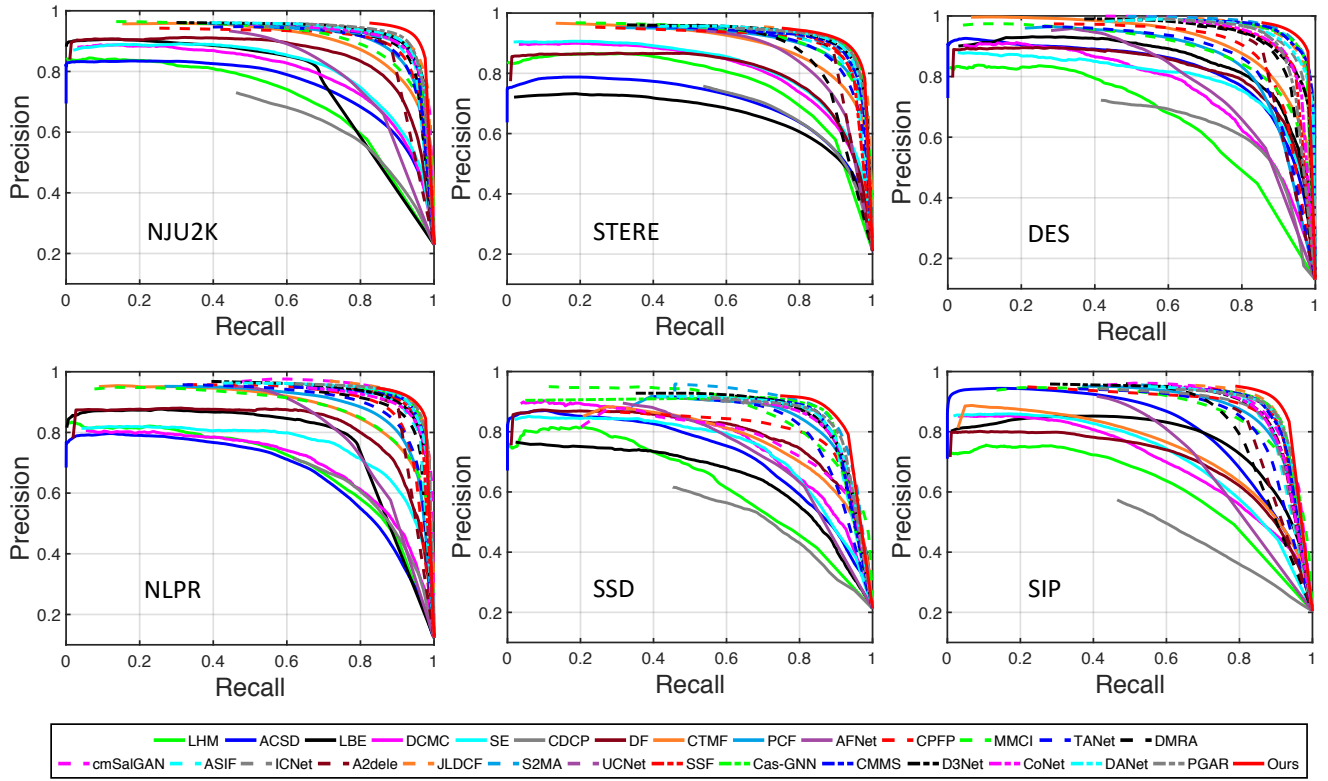 1
0.8
0.6
0.4
0.2
Precision
NJU2K
0 0.2 0.4 0.6 0.8 1
Recall
1
0.8
0.6
0.4
0.2
Precision
STERE
0 0.2 0.4 0.6 0.8 1
Recall
1
0.8
0.6
0.4
0.2
Precision
DES
0 0.2 0.4 0.6 0.8 1
Recall
1
0.8
0.6
0.4
0.2
Precision
NLPR
0 0.2 0.4 0.6 0.8 1
Recall
1
0.8
0.6
0.4
0.2
Precision
SSD
0 0.2 0.4 0.6 0.8 1
Recall
1
0.8
0.6
0.4
0.2
Precision
SIP
0 0.2 0.4 0.6 0.8 1
Recall
LHM ACSD LBE DCMC SE CDCP DF CTMF PCF AFNet CPFP MMCI TANet DMRA
cmSalGAN ASIF ICNet A2dele JLDCF S2MA UCNet SSF Cas-GNN CMMS D3Net CoNet DANet PGAR Ours